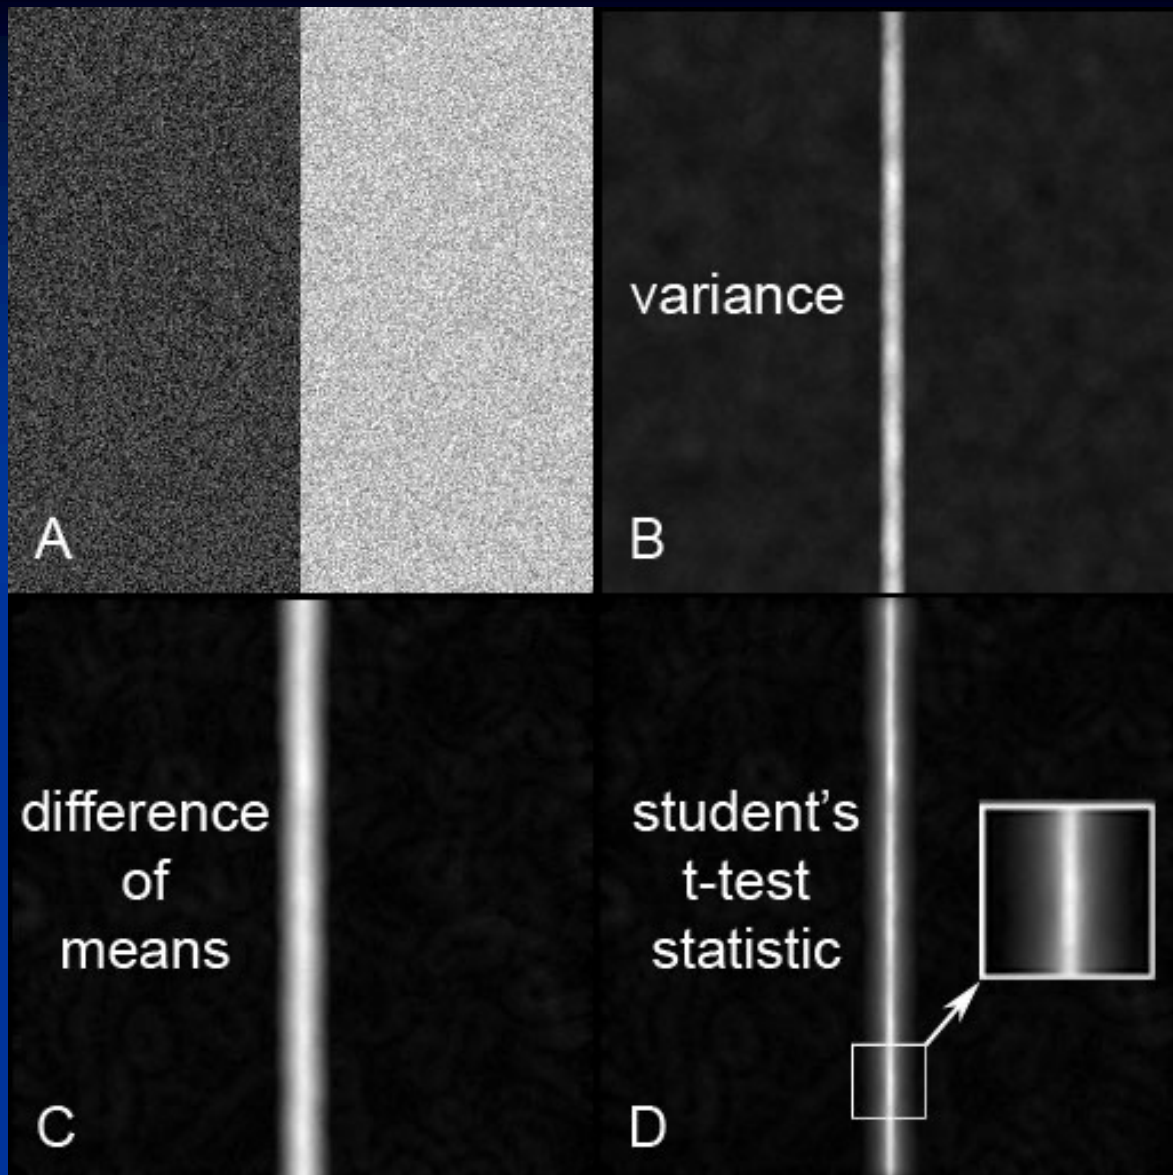 A
variance
B
difference
of
means
C
student's
t-test
statistic
D